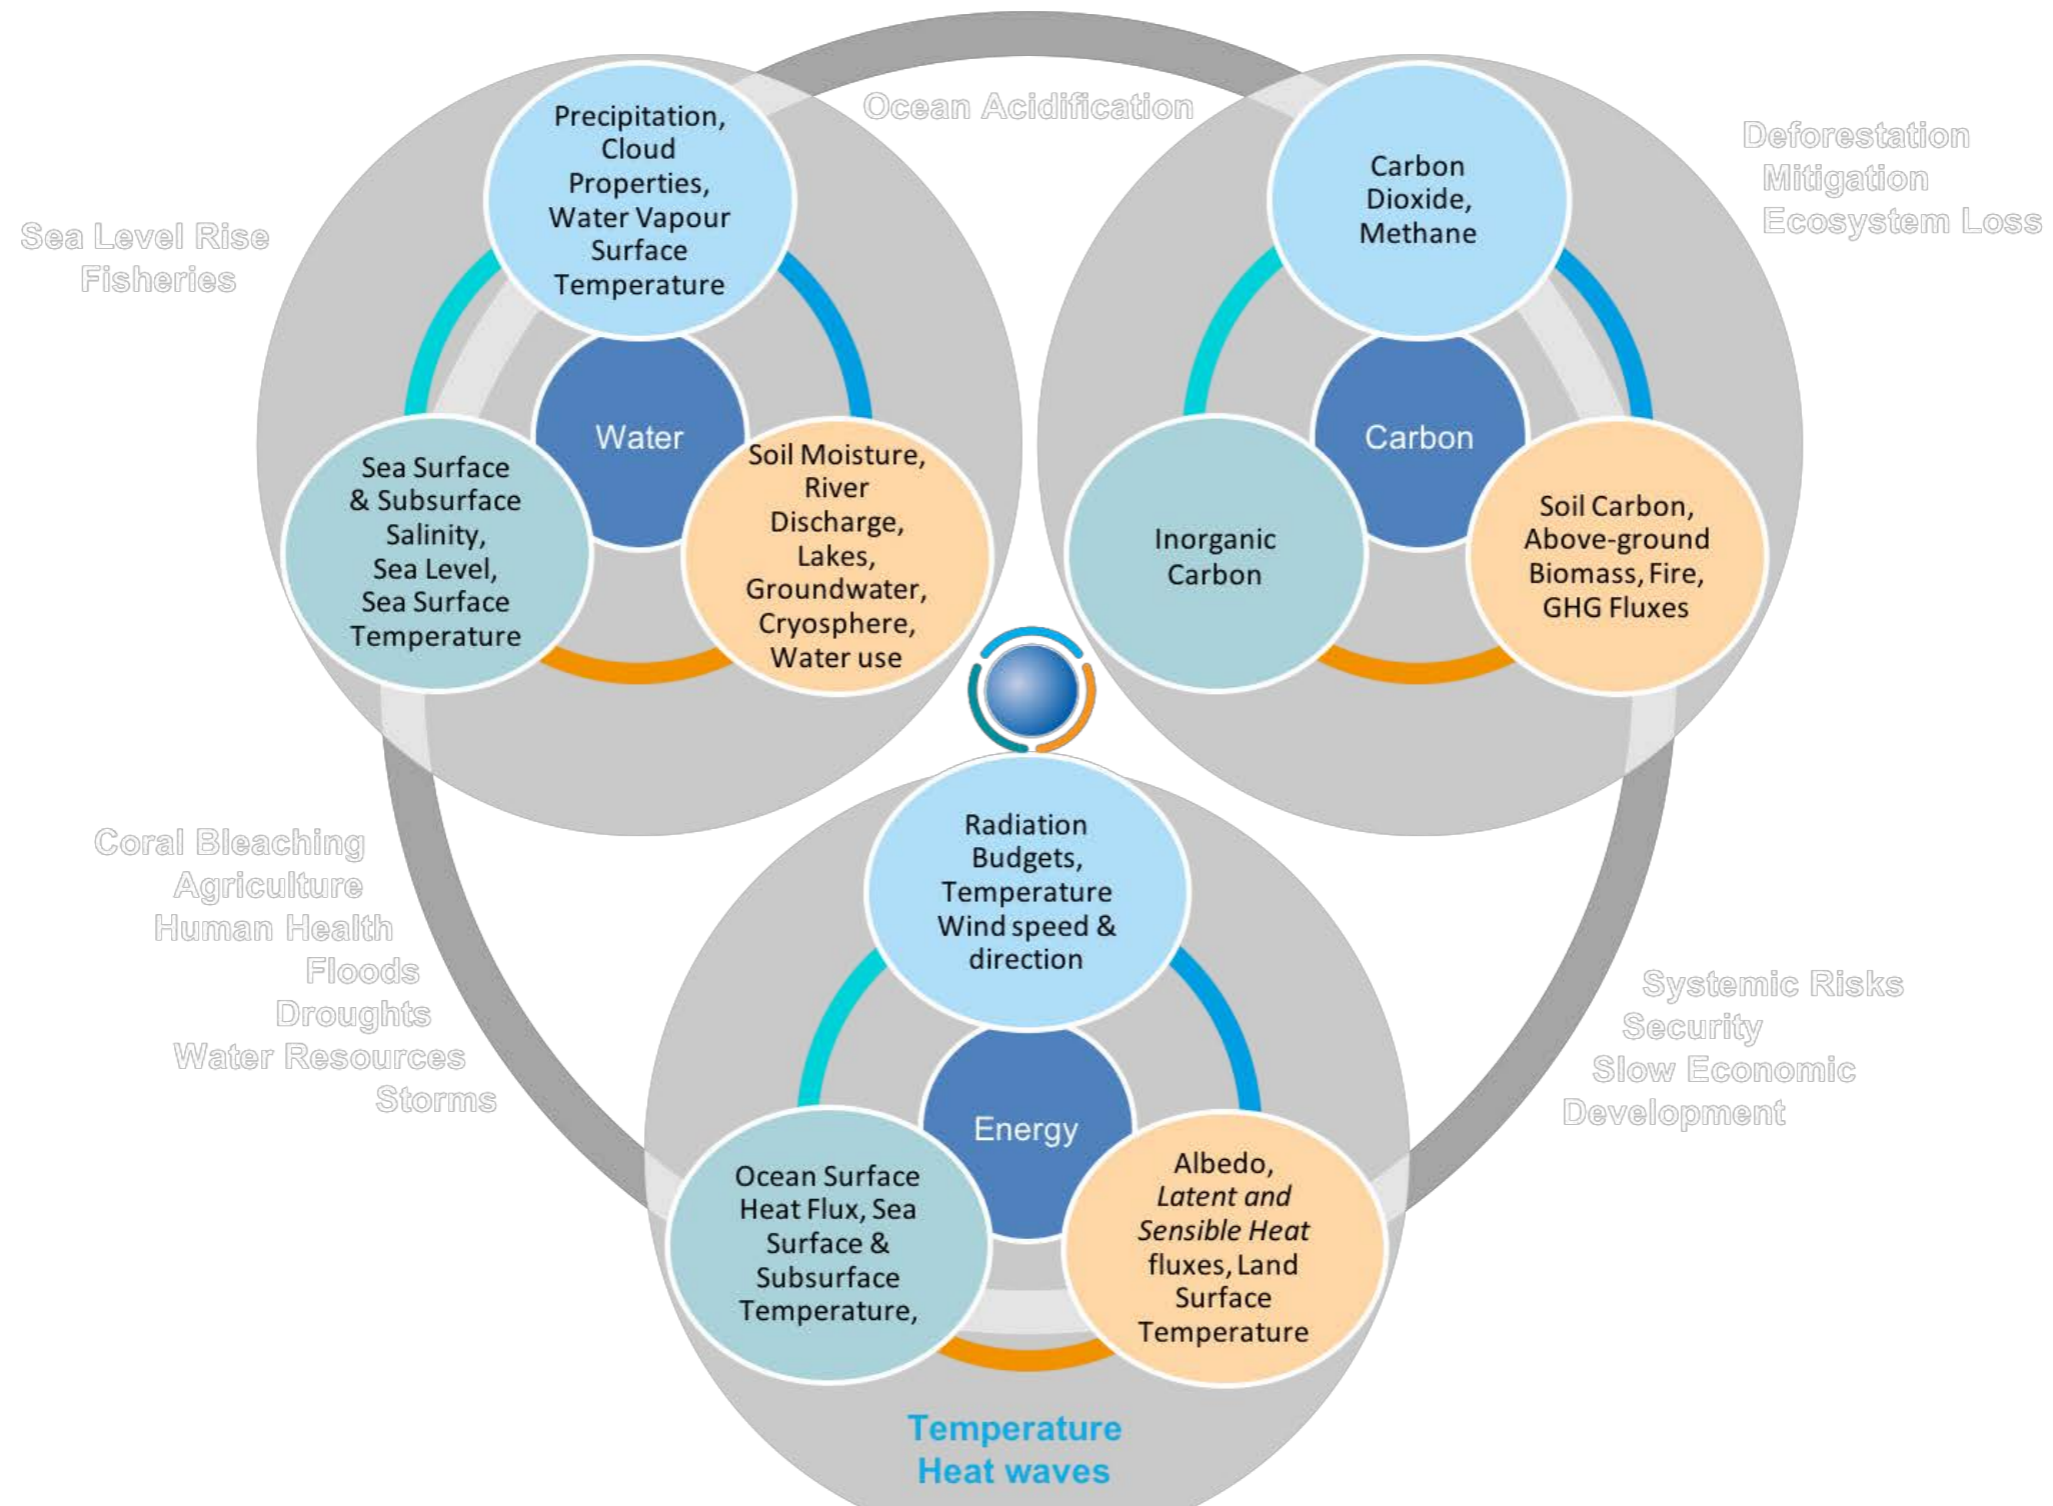 Ocean Acidification
Sea Level Rise
Fisheries
Deforestation
Mitigation
Ecosystem Loss
Precipitation,
Cloud
Properties,
Water Vapour
Surface
Temperature
Water
Sea Surface
& Subsurface
Salinity,
Sea Level,
Sea Surface
Temperature
Soil Moisture,
River
Discharge,
Lakes,
Groundwater,
Cryosphere,
Water use
Carbon
Dioxide,
Methane
Carbon
Inorganic
Carbon
Soil Carbon,
Above-ground
Biomass, Fire,
GHG Fluxes
Coral Bleaching
Agriculture
Human Health
Floods
Droughts
Water Resources
Storms
Radiation
Budgets,
Temperature
Wind speed &
direction
Energy
Ocean Surface
Heat Flux, Sea
Surface &
Subsurface
Temperature,
Albedo,
Latent and
Sensible Heat
fluxes, Land
Surface
Temperature
Systemic Risks
Security
Slow Economic
Development
Temperature
Heat waves